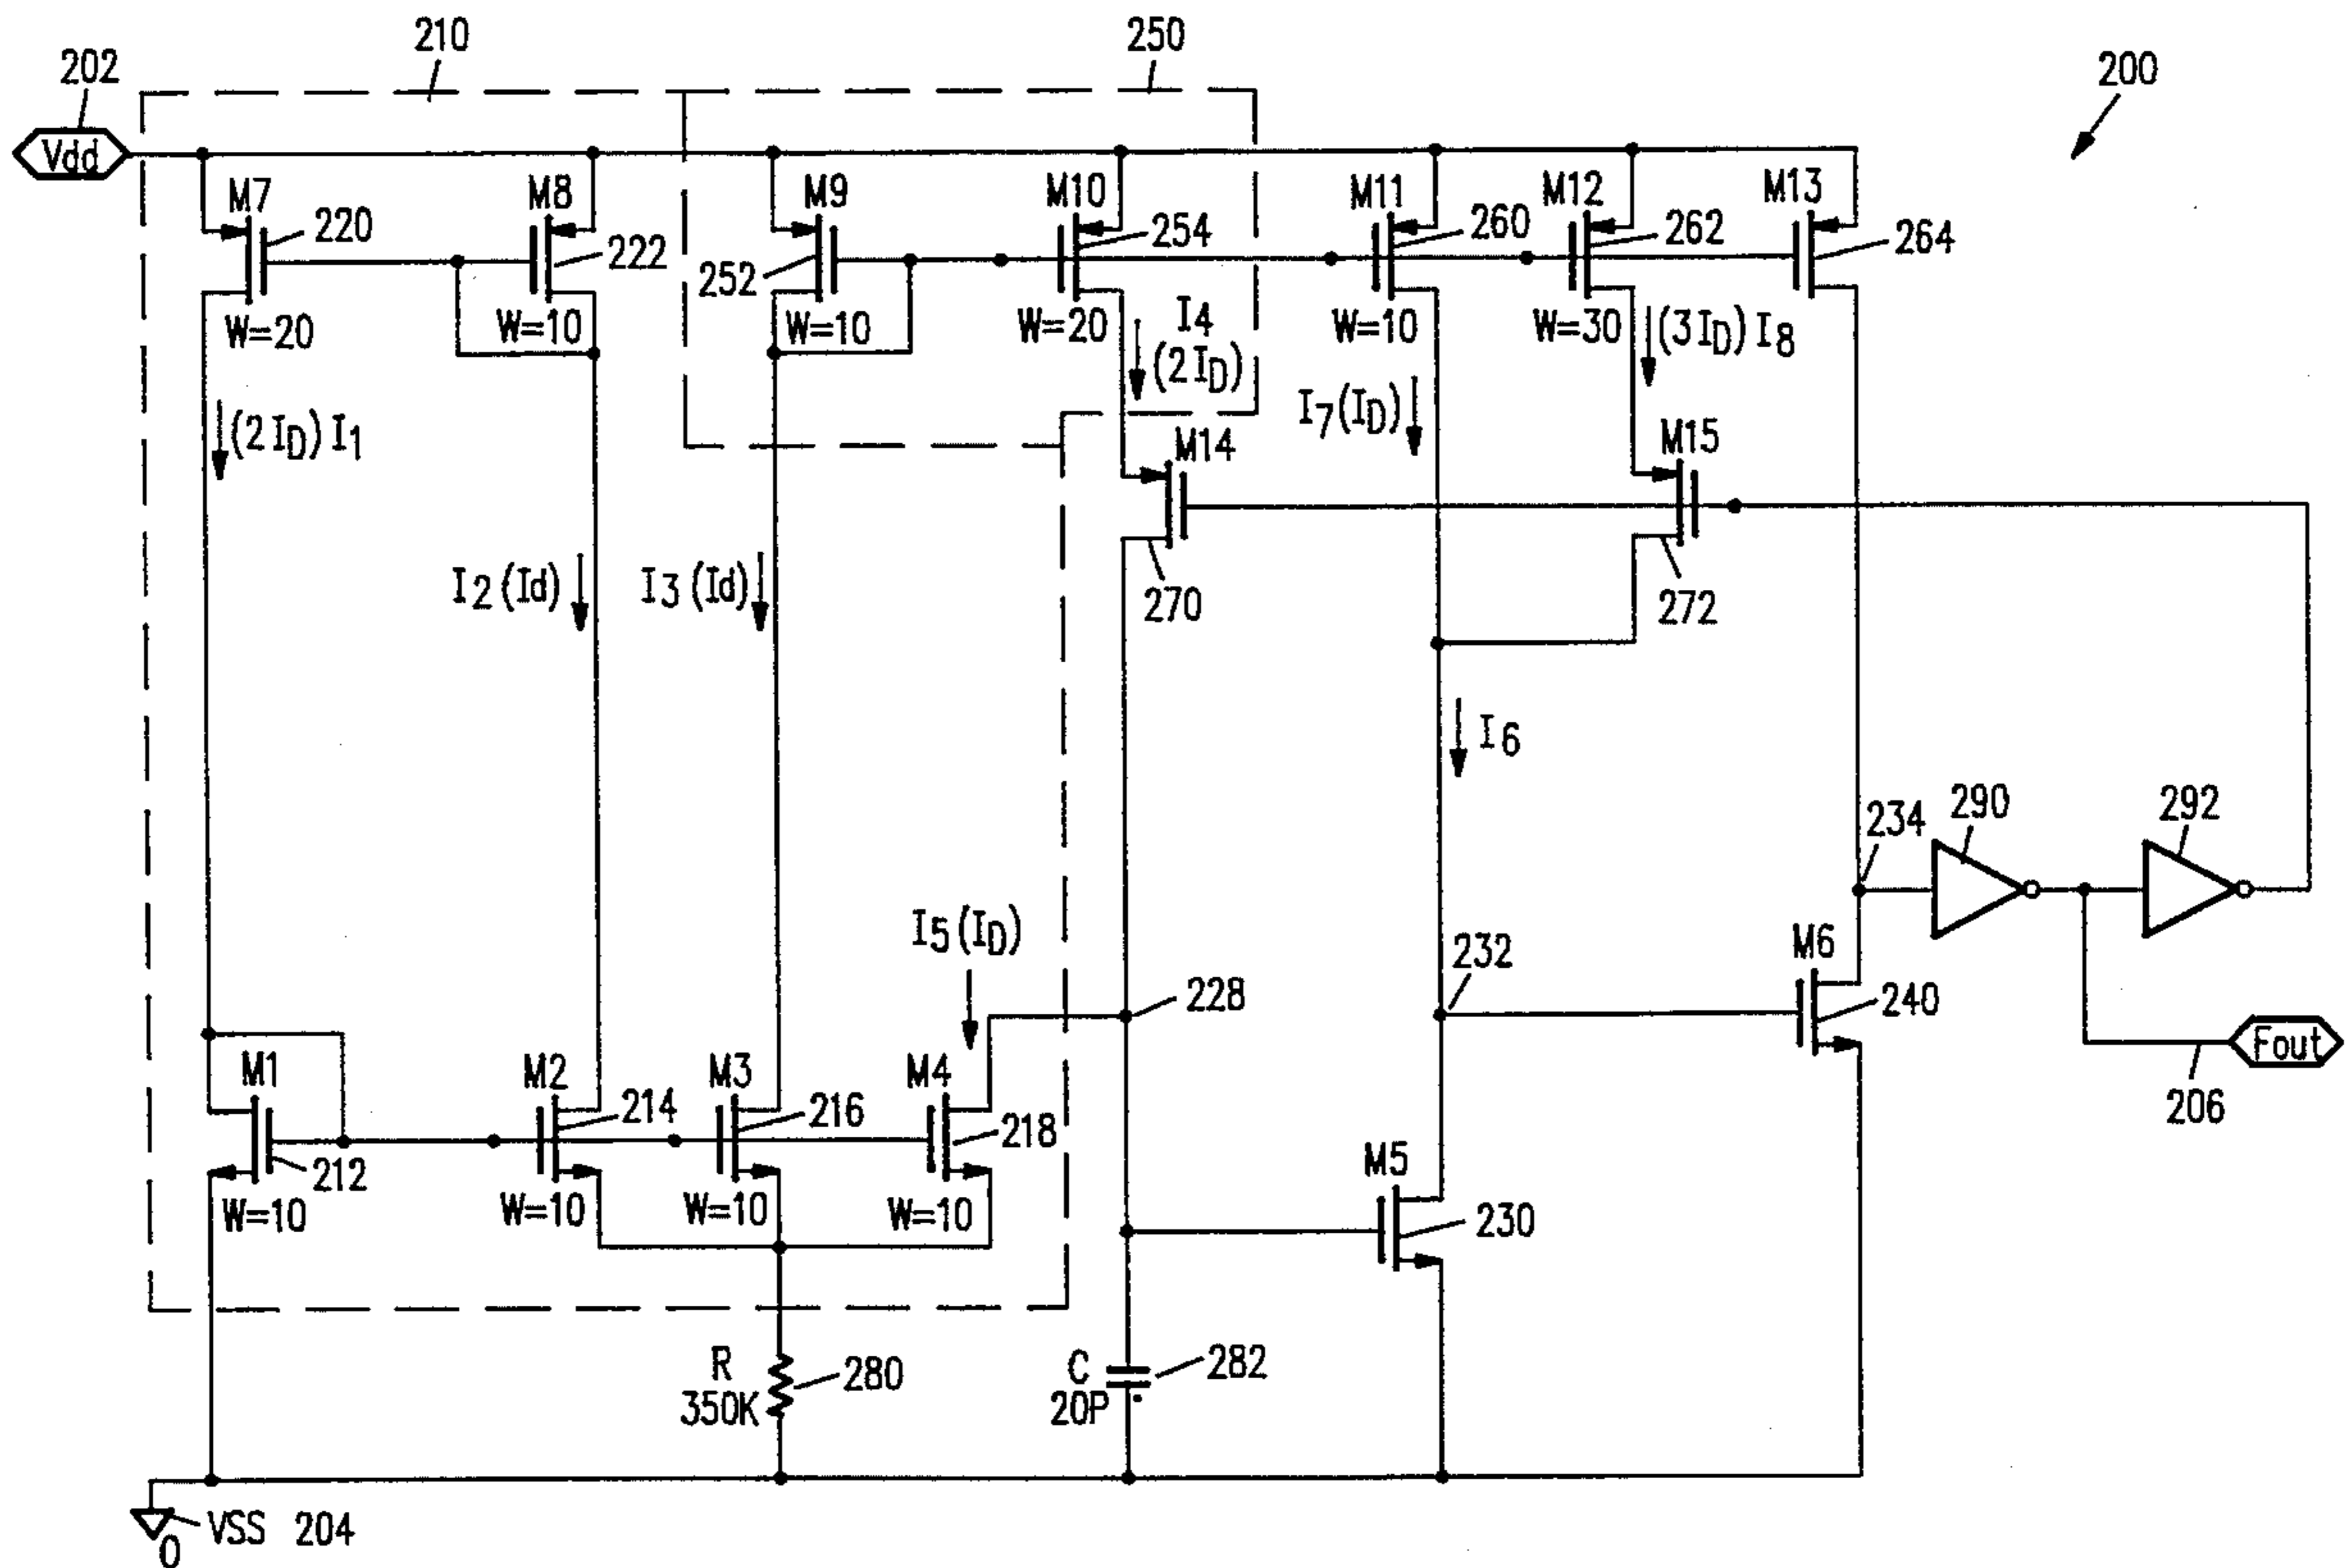 210
250
202
200
Vdd
M7
M8
M9
M10
M11
M12
M13
220
222
252
254
260
262
264
W=20
W=10
W=10
W=20
W=10
W=30
I4
(2ID)
(3ID)I8
(2ID)I1
I7(ID)
M14
M15
I2(Id)
I3(Id)
270
272
I6
290
292
234
I5(ID)
M6
228
232
240
Fout
M1
M2
M3
M4
214
216
218
206
212
M5
230
W=10
W=10
W=10
W=10
R
350K
280
C
20P
282
VSS 204
0